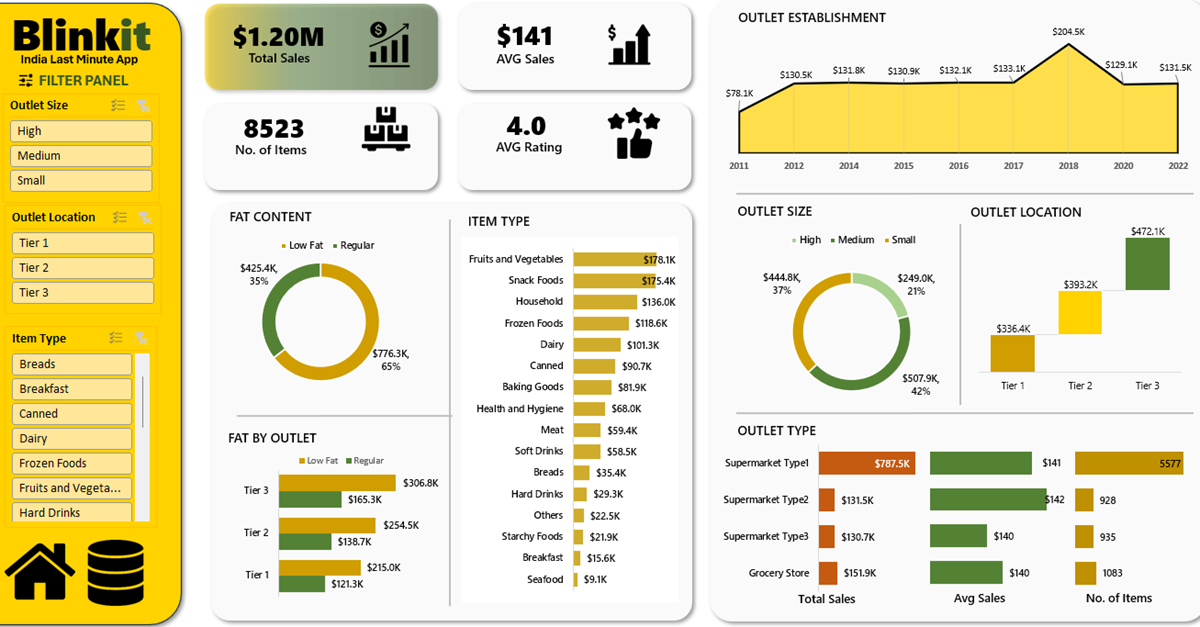 Blinkit
India Last Minute App
FILTER PANEL
Outlet Size
High
Medium
Small
Outlet Location
Tier 1
Tier 2
Tier 3
Item Type
Breads
Breakfast
Canned
Dairy
Frozen Foods
Fruits and Vegeta...
Hard Drinks
$1.20M
Total Sales
$
$141
AVG Sales
$
8523
No. of Items
4.0
AVG Rating
FAT CONTENT
Low Fat Regular
$425.4K,
35%
$776.3K,
65%
FAT BY OUTLET
Low Fat Regular
Tier 3 $306.8K
$165.3K
Tier 2 $254.5K
$138.7K
Tier 1 $215.0K
$121.3K
ITEM TYPE
Fruits and Vegetables $178.1K
Snack Foods $175.4K
Household $136.0K
Frozen Foods $118.6K
Dairy $101.3K
Canned $90.7K
Baking Goods $81.9K
Health and Hygiene $68.0K
Meat $59.4K
Soft Drinks $58.5K
Breads $35.4K
Hard Drinks $29.3K
Others $22.5K
Starchy Foods $21.9K
Breakfast $15.6K
Seafood $9.1K
OUTLET ESTABLISHMENT
$78.1K $130.5K $131.8K $130.9K $132.1K $133.1K $204.5K $129.1K $131.5K
2011 2012 2014 2015 2016 2017 2018 2020 2022
OUTLET SIZE
High Medium Small
$444.8K,
37%
$249.0K,
21%
$507.9K,
42%
OUTLET LOCATION
$336.4K $393.2K $472.1K
Tier 1 Tier 2 Tier 3
OUTLET TYPE
Supermarket Type1 $787.5K $141 5577
Supermarket Type2 $131.5K $142 928
Supermarket Type3 $130.7K $140 935
Grocery Store $151.9K $140 1083
Total Sales Avg Sales No. of Items